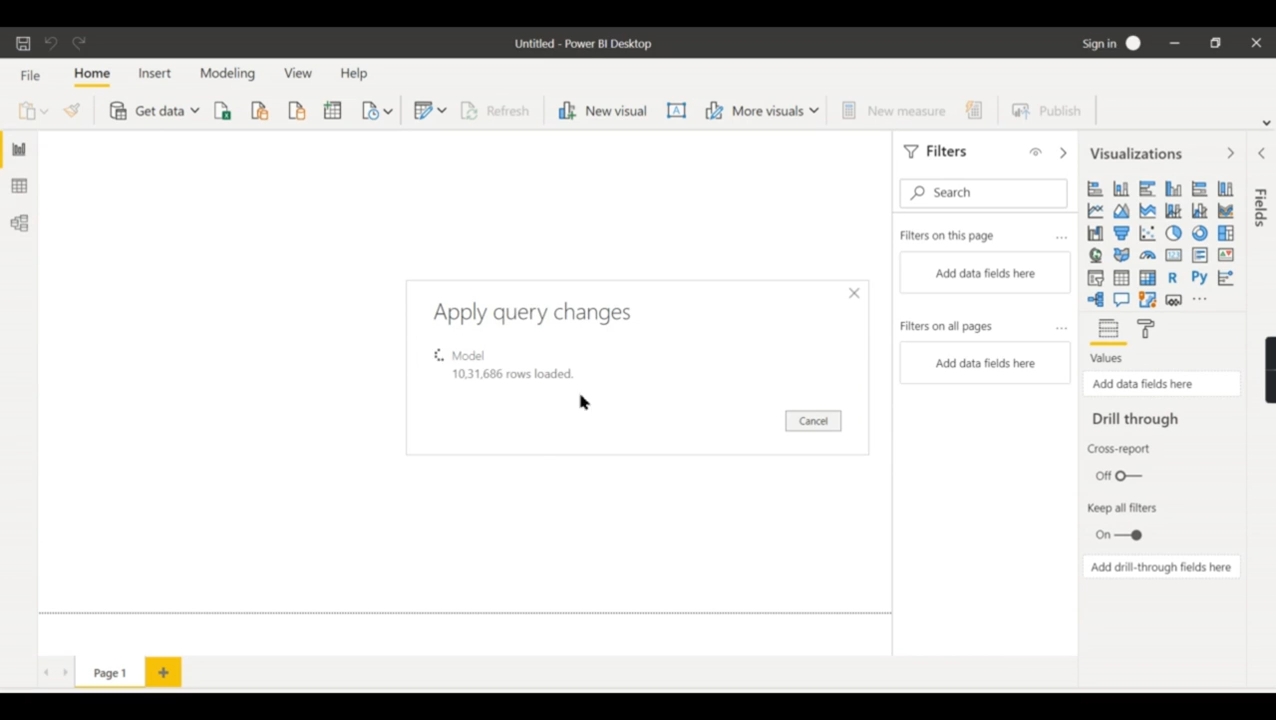 Untitled - Power BI Desktop
Sign in
File
Home
Insert
Modeling
View
Help
Get data
Refresh
New visual
A
More visuals
New measure
Publish
Filters
Search
Filters on this page
...
Add data fields here
Filters on all pages
...
Add data fields here
Visualizations
Fields
123
R
Py
...
Values
Add data fields here
Drill through
Cross-report
Off
Keep all filters
On
Add drill-through fields here
Apply query changes
Model
10,31,686 rows loaded.
Cancel
Page 1